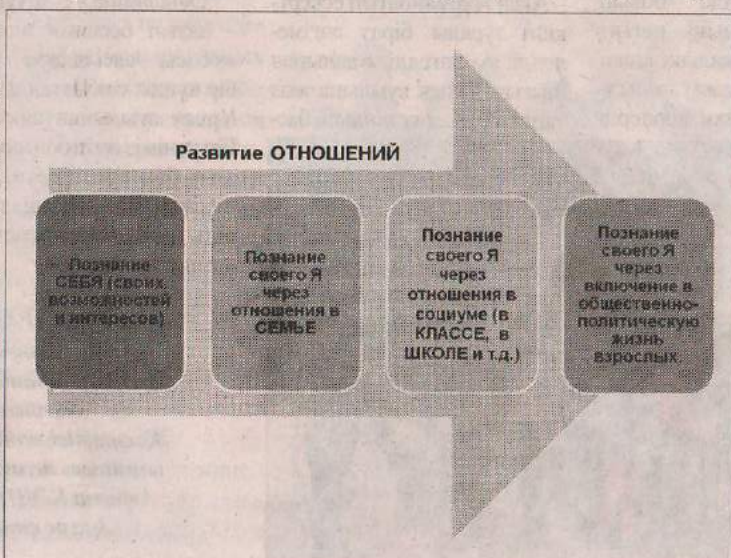 Развитие ОТНОШЕНИЙ
Познание
СЕБЯ (своих,
возможностей
и интересов)
Познание
своего Я
через
отношения в
СЕМЬЕ
Познание
своего Я
через
отношения в
социуме (в
КЛАССЕ, в
ШКОЛЕ и т.д.)
Познание
своего Я
через
включение в
общественно-
политическую
жизнь
взрослых.